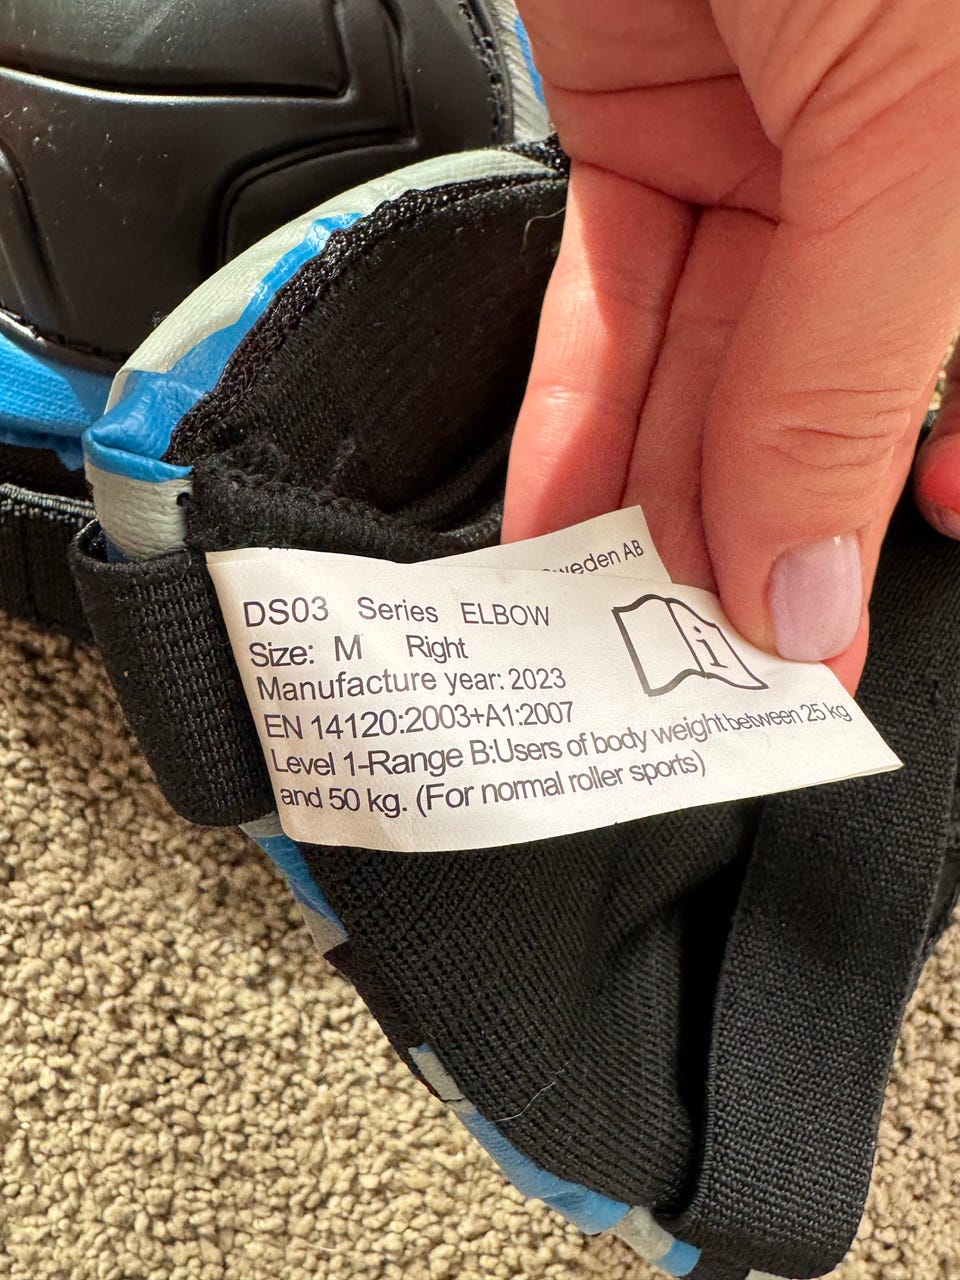 AB
DS03 Series ELBOW
Size: M Right
Manufacture year: 2023
EN 14120:2003+A1:2007
Level 1-Range B:Users of body weight between 25 kg
and 50 kg. (For normal roller sports)
i